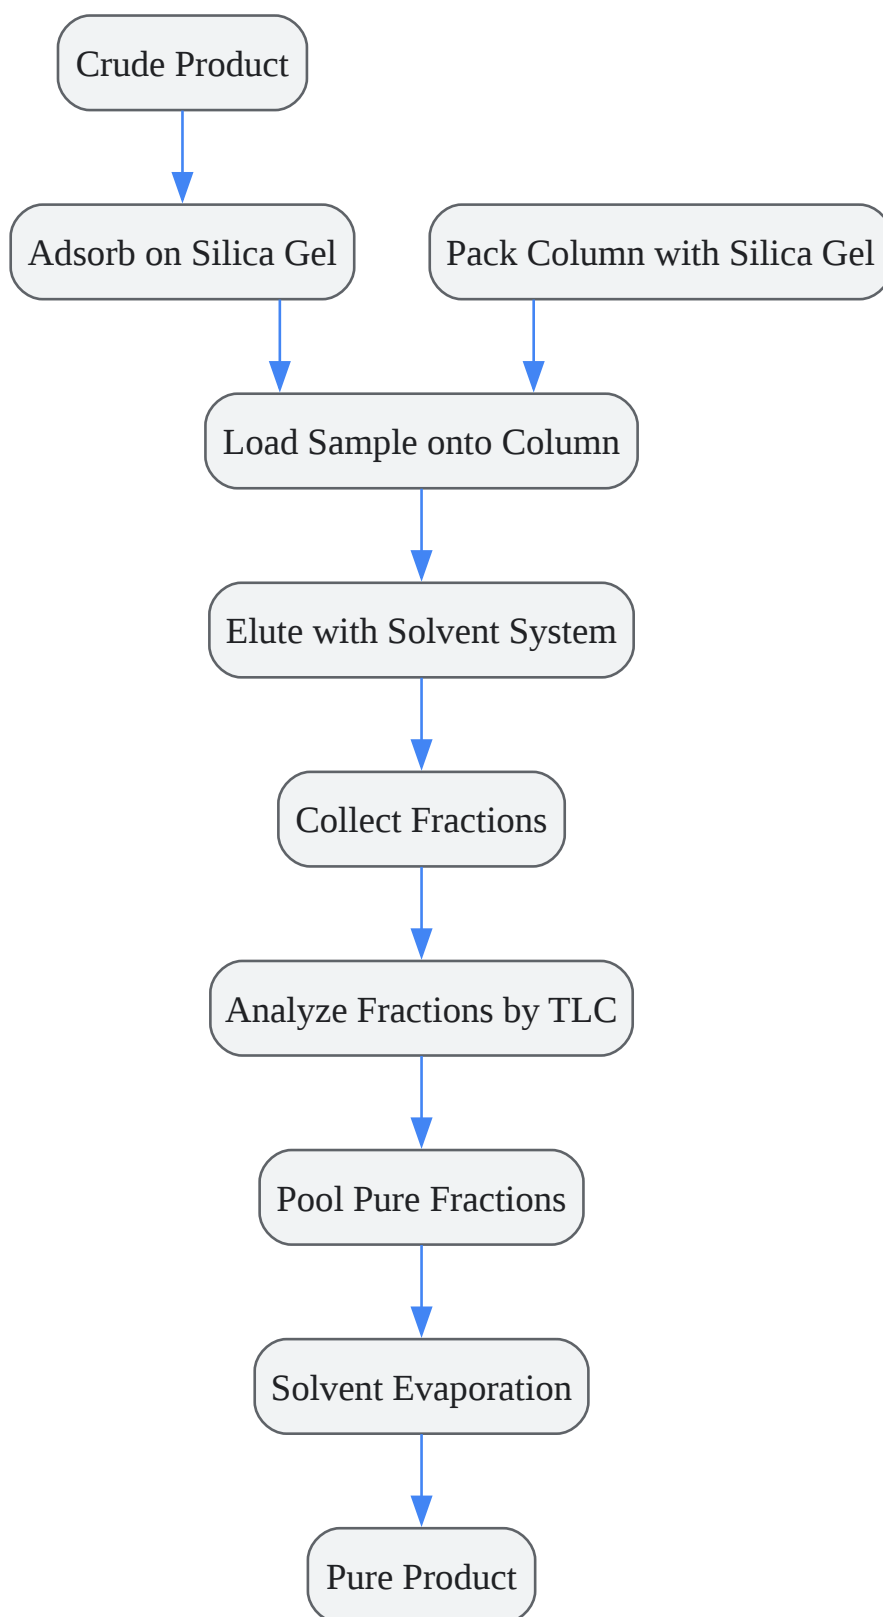 Crude Product
Adsorb on Silica Gel
Pack Column with Silica Gel
Load Sample onto Column
Elute with Solvent System
Collect Fractions
Analyze Fractions by TLC
Pool Pure Fractions
Solvent Evaporation
Pure Product